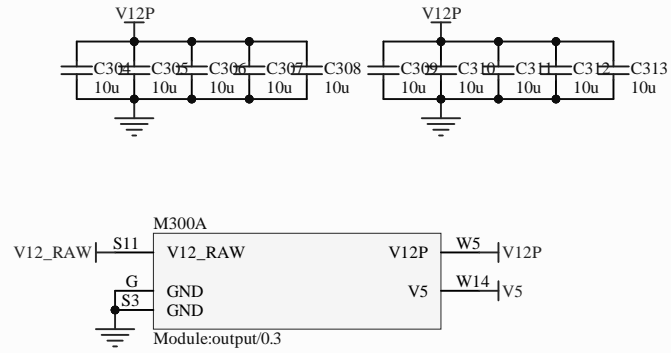 V12P V12P
C304 C305 C306 C307 C308 C309 C310 C311 C312 C313
10u 10u 10u 10u 10u 10u 10u 10u 10u 10u
M300A
V12_RAW S11 V12_RAW V12P W5 V12P
G GND V5 W14 V5
S3 GND
Module:output/0.3